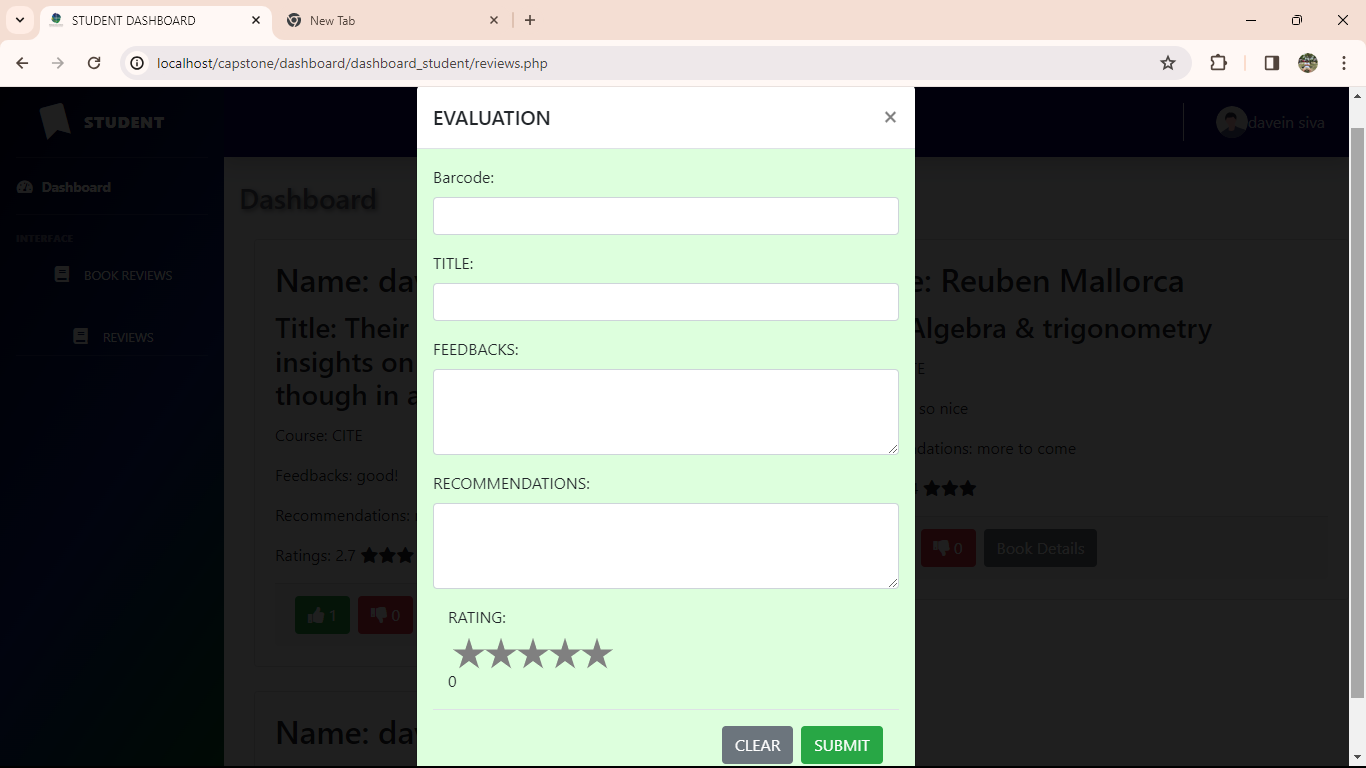 STUDENT DASHBOARD
New Tab
localhost/capstone/dashboard/dashboard_student/reviews.php
STUDENT
davein siva
Dashboard
INTERFACE
BOOK REVIEWS
REVIEWS
Dashboard
Name: da
Title: Their
insights on
though in a
Course: CITE
Feedbacks: good!
Recommendations:
Ratings: 2.7
1
0
Name: da
EVALUATION
×
Barcode:
TITLE:
FEEDBACKS:
RECOMMENDATIONS:
RATING:
0
CLEAR
SUBMIT
e: Reuben Mallorca
Algebra & trigonometry
E
so nice
dations: more to come
0
Book Details